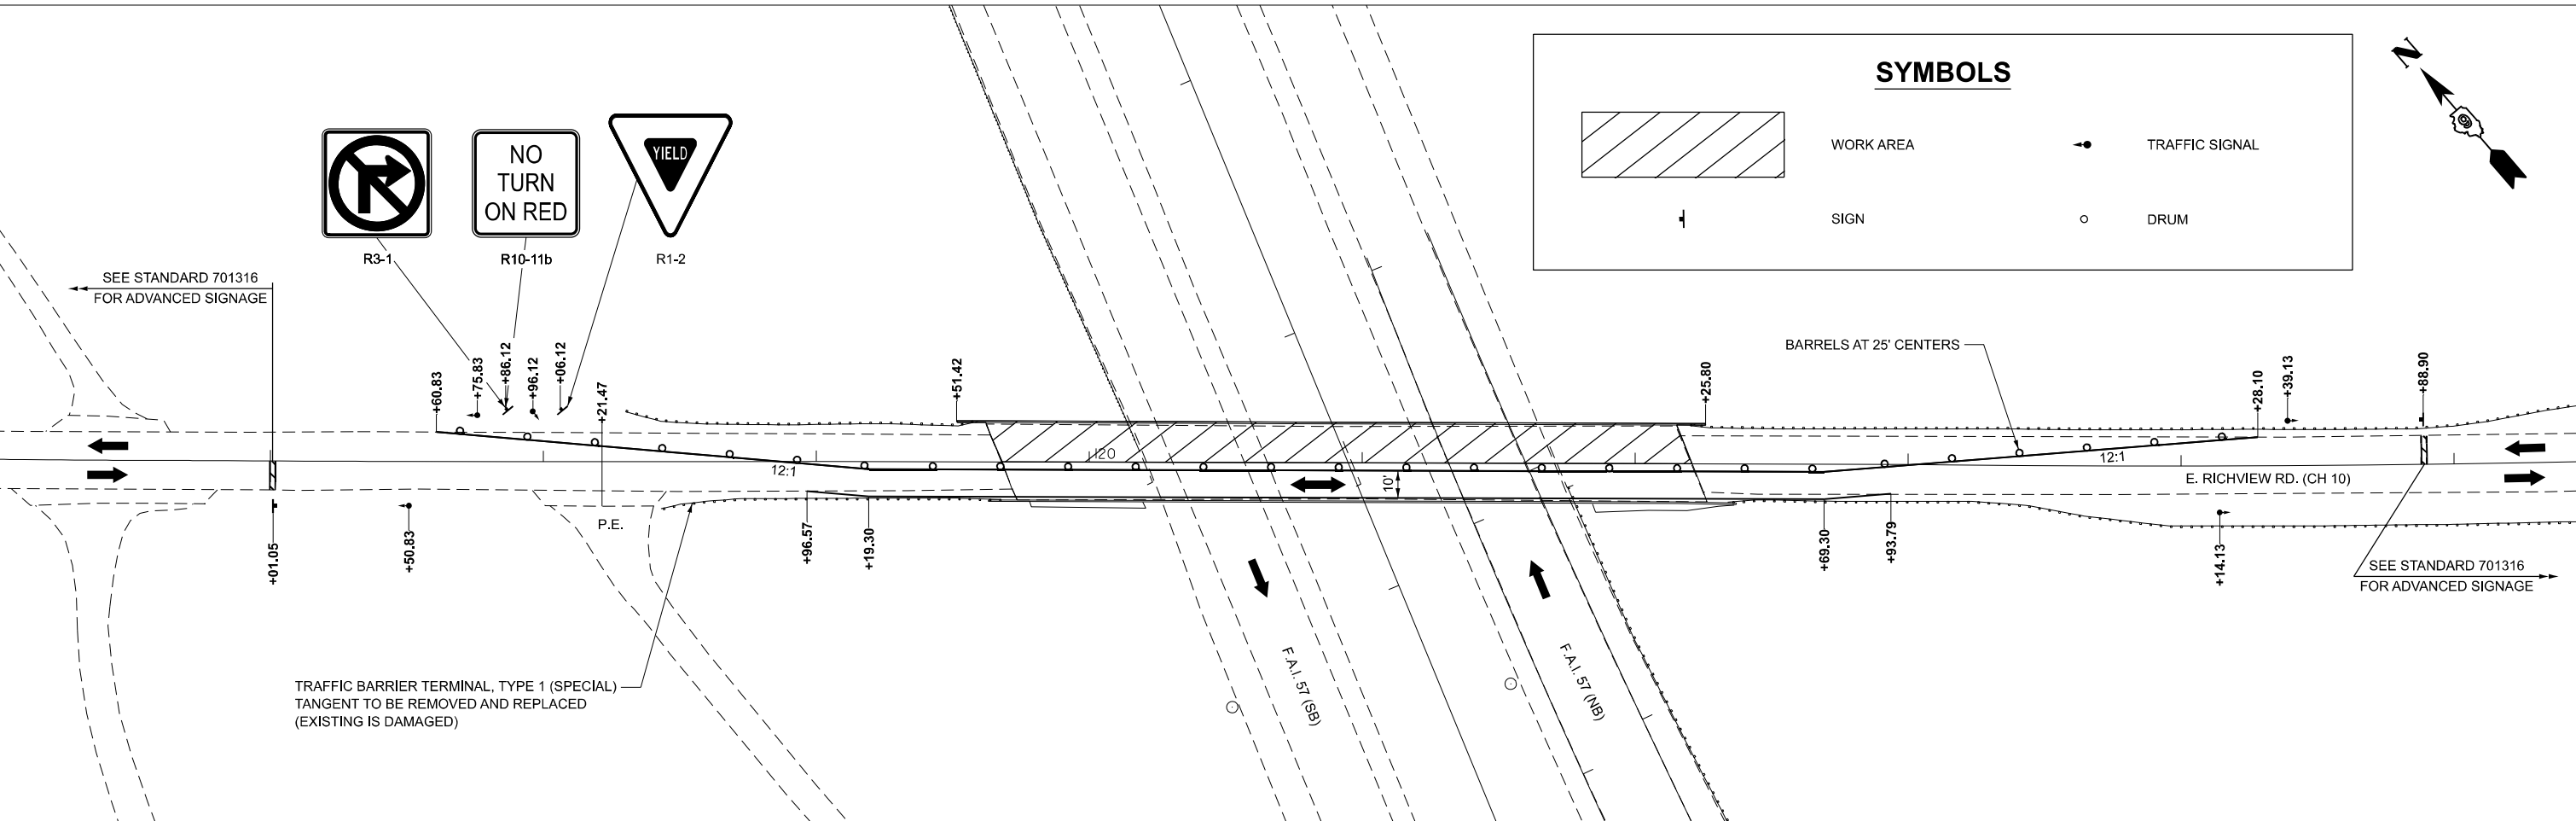 SYMBOLS
N
WORK AREA
TRAFFIC SIGNAL
SIGN
DRUM
NO
TURN
ON RED
YIELD
R3-1
R10-11b
R1-2
SEE STANDARD 701316
FOR ADVANCED SIGNAGE
+60.83
+75.83
+86.12
+96.12
+06.12
+21.47
+51.42
+25.80
BARRELS AT 25' CENTERS
+28.10
+39.13
+88.90
12:1
120
10'
12:1
E. RICHVIEW RD. (CH 10)
P.E.
+01.05
+50.83
+96.57
+19.30
+69.30
+93.79
+14.13
SEE STANDARD 701316
FOR ADVANCED SIGNAGE
TRAFFIC BARRIER TERMINAL, TYPE 1 (SPECIAL)
TANGENT TO BE REMOVED AND REPLACED
(EXISTING IS DAMAGED)
F.A.I. 57 (SB)
F.A.I. 57 (NB)